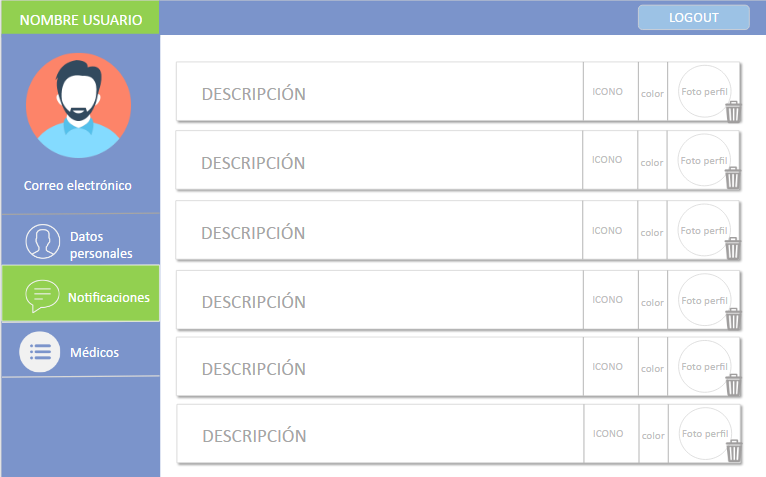 NOMBRE USUARIO
LOGOUT
Correo electrónico
Datos
personales
Notificaciones
Médicos
DESCRIPCIÓN ICONO color Foto perfil
DESCRIPCIÓN ICONO color Foto perfil
DESCRIPCIÓN ICONO color Foto perfil
DESCRIPCIÓN ICONO color Foto perfil
DESCRIPCIÓN ICONO color Foto perfil
DESCRIPCIÓN ICONO color Foto perfil